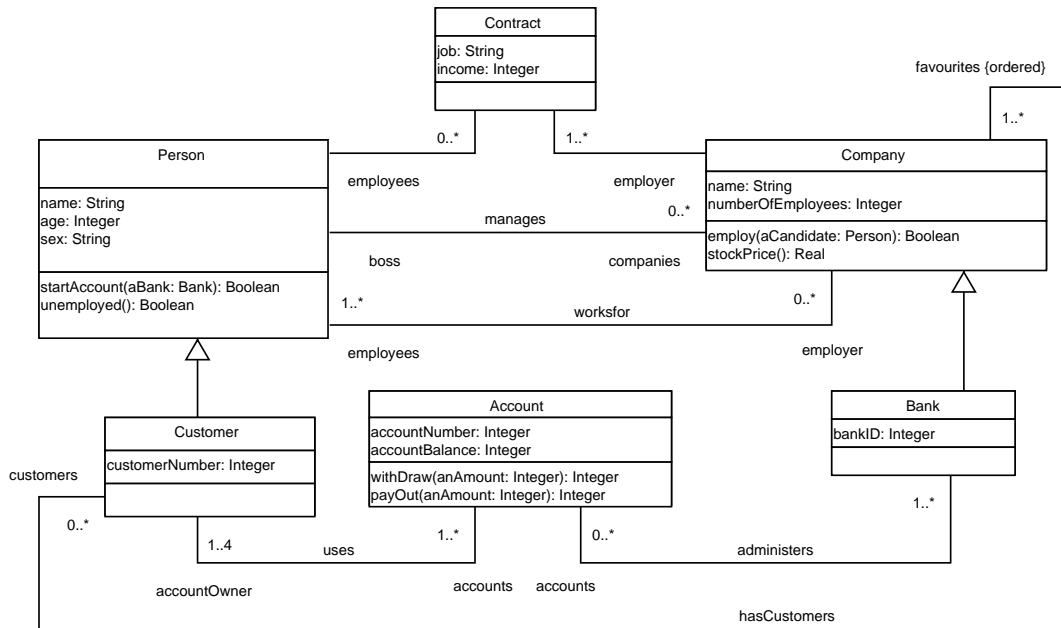 Contract
job: String
income: Integer
favourites {ordered}
0..*
1..*
1..*
Person
Company
employees
employer
name: String
age: Integer
sex: String
name: String
numberOfEmployees: Integer
manages
0..*
employ(aCandidate: Person): Boolean
stockPrice(): Real
boss
companies
startAccount(aBank: Bank): Boolean
unemployed(): Boolean
1..*
worksfor
0..*
employees
employer
Customer
Account
Bank
customerNumber: Integer
accountNumber: Integer
accountBalance: Integer
bankID: Integer
customers
withDraw(anAmount: Integer): Integer
payOut(anAmount: Integer): Integer
0..*
1..4
uses
1..*
0..*
administers
1..*
accountOwner
accounts
accounts
hasCustomers